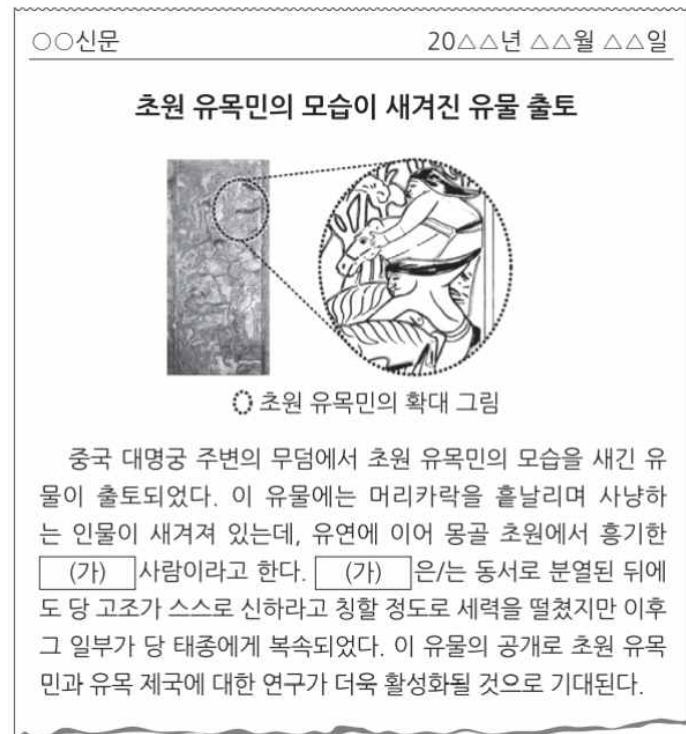 ○○신문 20△△년 △△월 △△일
초원 유목민의 모습이 새겨진 유물 출토
초원 유목민의 확대 그림
중국 대명궁 주변의 무덤에서 초원 유목민의 모습을 새긴 유
물이 출토되었다. 이 유물에는 머리카락을 흩날리며 사냥하
는 인물이 새겨져 있는데, 유연에 이어 몽골 초원에서 흥기한
(가) 사람이라고 한다. (가) 은/는 동서로 분열된 뒤에
도 당 고조가 스스로 신하라고 칭할 정도로 세력을 떨쳤지만 이후
그 일부가 당 태종에게 복속되었다. 이 유물의 공개로 초원 유목
민과 유목 제국에 대한 연구가 더욱 활성화될 것으로 기대된다.